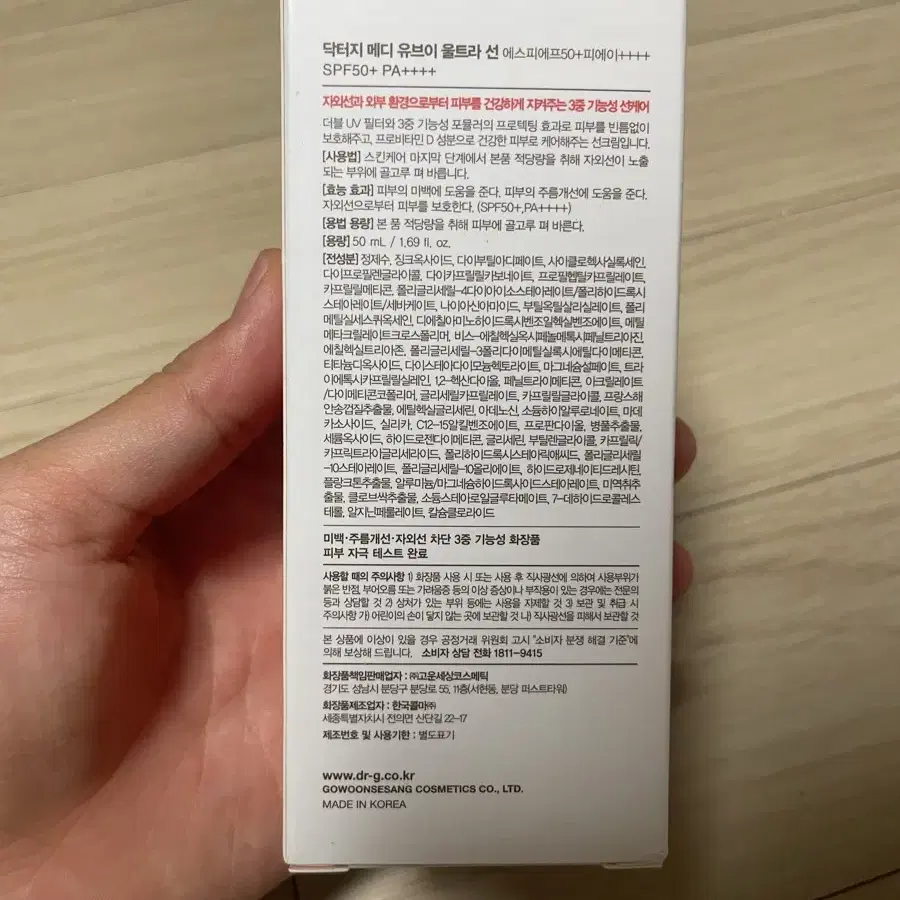 닥터지 메디 유브이 울트라 선 에스피에프50+피에이++++
SPF50+ PA++++
자외선과 외부 환경으로부터 피부를 건강하게 지켜주는 3중 기능성 선케어
더블 UV 필터와 3중 기능성 포뮬러의 프로텍팅 효과로 피부를 빈틈없이
보호해주고, 프로비타민 D 성분으로 건강한 피부로 케어해주는 선크림입니다.
[사용법] 스킨케어 마지막 단계에서 본품 적당량을 취해 자외선이 노출
되는 부위에 골고루 펴 바릅니다.
[효능 효과] 피부의 미백에 도움을 준다. 피부의 주름개선에 도움을 준다.
자외선으로부터 피부를 보호한다. (SPF50+,PA++++)
[용법 용량] 본 품 적당량을 취해 피부에 골고루 펴 바른다.
[용량] 50 mL / 1.69 fl. oz.
[전성분] 정제수, 징크옥사이드, 다이부틸아디페이트, 사이클로헥사실록세인,
다이프로필렌글라이콜, 다이카프릴릴카보네이트, 프로필헵틸카프릴레이트,
카프릴릴메티콘, 폴리글리세릴-4다이아이소스테아레이트/폴리하이드록시
스테아레이트/세바케이트, 나이아신아마이드, 부틸옥틸살리실레이트, 폴리
메틸실세스퀴옥세인, 디에칠아미노하이드록시벤조일헥실벤조에이트, 메틸
메타크릴레이트크로스폴리머, 비스-에칠헥실옥시페놀메톡시페닐트리아진,
에칠헥실트리아존, 폴리글리세릴-3폴리다이메틸실록시에틸다이메티콘,
티타늄디옥사이드, 다이스테아다이모늄헥토라이트, 마그네슘설페이트, 트라
이에톡시카프릴릴실레인, 1,2-헥산다이올, 페닐트라이메티콘, 아크릴레이트
/다이메티콘코폴리머, 글리세릴카프릴레이트, 카프릴릴글라이콜, 프랑스해
안송껍질추출물, 에틸헥실글리세린, 아데노신, 소듐하이알루로네이트, 마데
카소사이드, 실리카, C12-15알킬벤조에이트, 프로판다이올, 병풀추출물,
세륨옥사이드, 하이드로젠다이메티콘, 글리세린, 부틸렌글라이콜, 카프릴릭/
카프릭트라이글리세라이드, 폴리하이드록시스테아릭애씨드, 폴리글리세릴
-10스테아레이트, 폴리글리세릴-10올리에이트, 하이드로제네이티드레시틴,
플랑크톤추출물, 알루미늄/마그네슘하이드록사이드스테아레이트, 미역취추
출물, 클로브싹추출물, 소듐스테아로일글루타메이트, 7-데하이드로콜레스
테롤, 알지닌페룰레이트, 칼슘클로라이드
미백·주름개선·자외선 차단 3중 기능성 화장품
피부 자극 테스트 완료
사용할 때의 주의사항 1) 화장품 사용 시 또는 사용 후 직사광선에 의하여 사용부위가
붉은 반점, 부어오름 또는 가려움증 등의 이상 증상이나 부작용이 있는 경우에는 전문의
등과 상담할 것 2) 상처가 있는 부위 등에는 사용을 자제할 것 3) 보관 및 취급 시
주의사항 가) 어린이의 손이 닿지 않는 곳에 보관할 것 나) 직사광선을 피해서 보관할 것
본 상품에 이상이 있을 경우 공정거래 위원회 고시 "소비자 분쟁 해결 기준"에
의해 보상해 드립니다. 소비자 상담 전화 1811-9415
화장품책임판매업자 : ㈜고운세상코스메틱
경기도 성남시 분당구 분당로 55, 11층(서현동, 분당 퍼스트타워)
화장품제조업자 : 한국콜마㈜
세종특별자치시 전의면 산단길 22-17
제조번호 및 사용기한 : 별도표기
www.dr-g.co.kr
GOWOONSESANG COSMETICS CO., LTD.
MADE IN KOREA